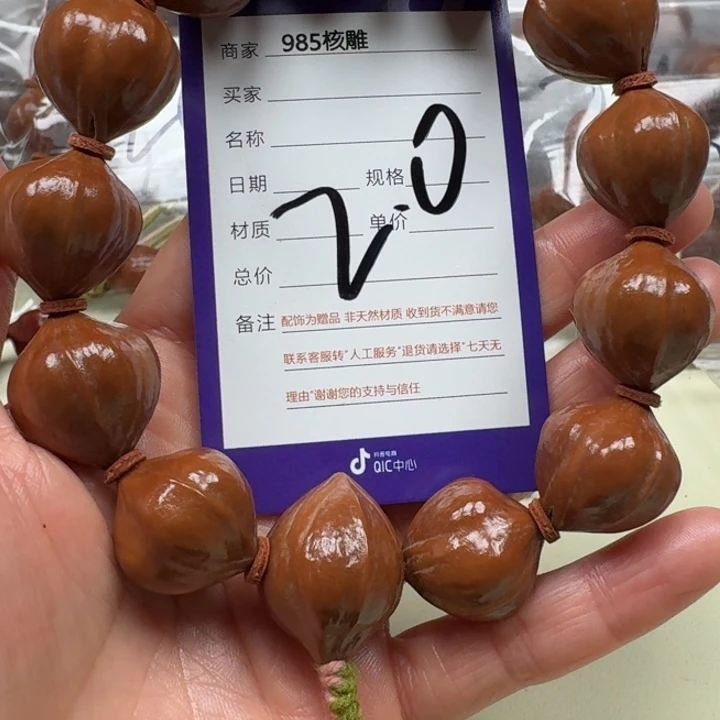 商家 985核雕
买家
名称
日期 规格
材质 单价
2.0
总价
备注 配饰为赠品 非天然材质 收到货不满意请您
联系客服转"人工服务"退货请选择"七天无
理由"谢谢您的支持与信任
抖音电商
QIC中心